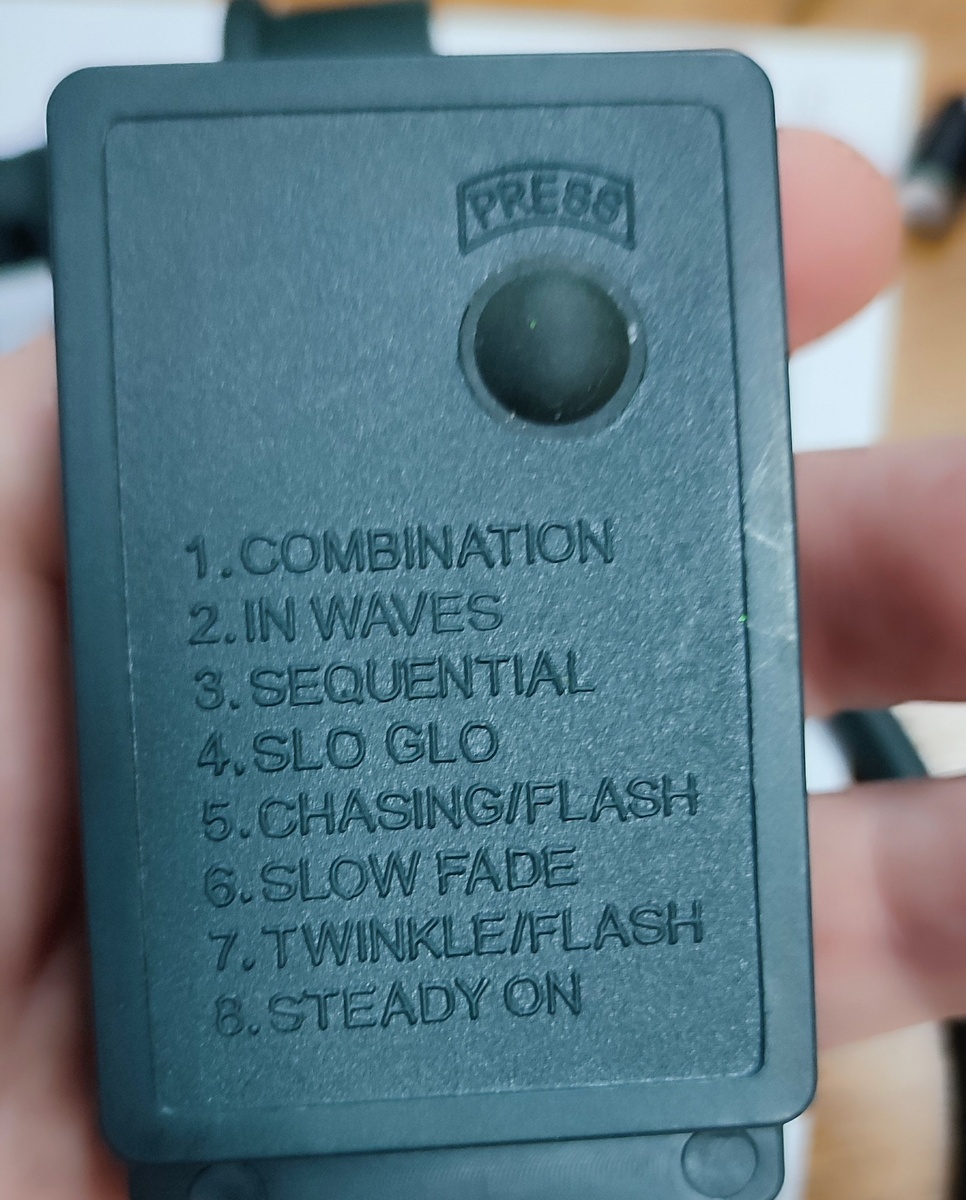 PRESS
1. COMBINATION
2. IN WAVES
3. SEQUENTIAL
4. SLO GLO
5. CHASING/FLASH
6. SLOW FADE
7. TWINKLE/FLASH
8. STEADY ON